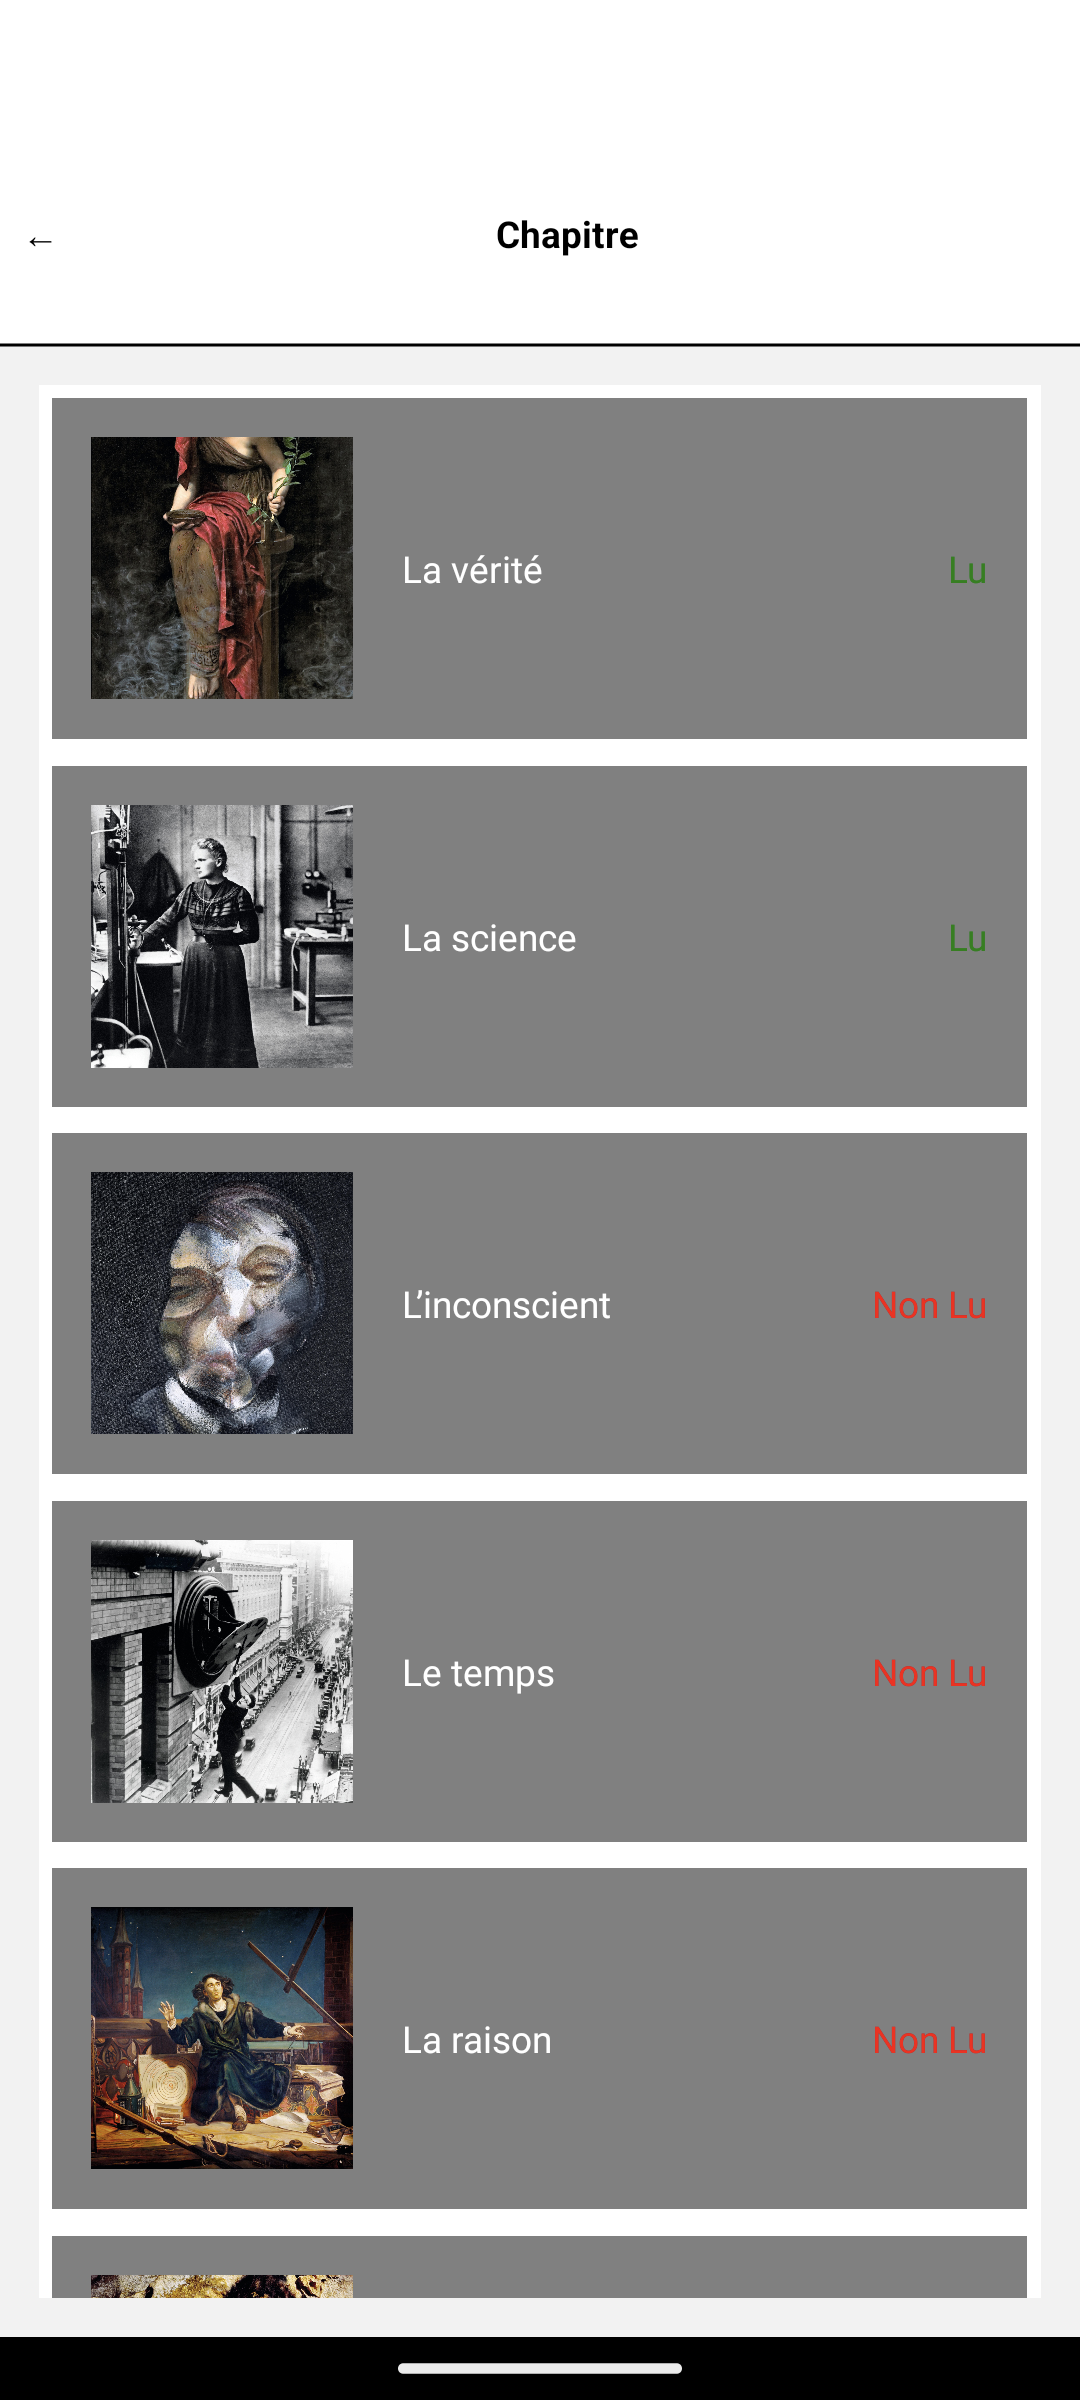 ← Chapitre
La vérité Lu
La science Lu
L’inconscient Non Lu
Le temps Non Lu
La raison Non Lu